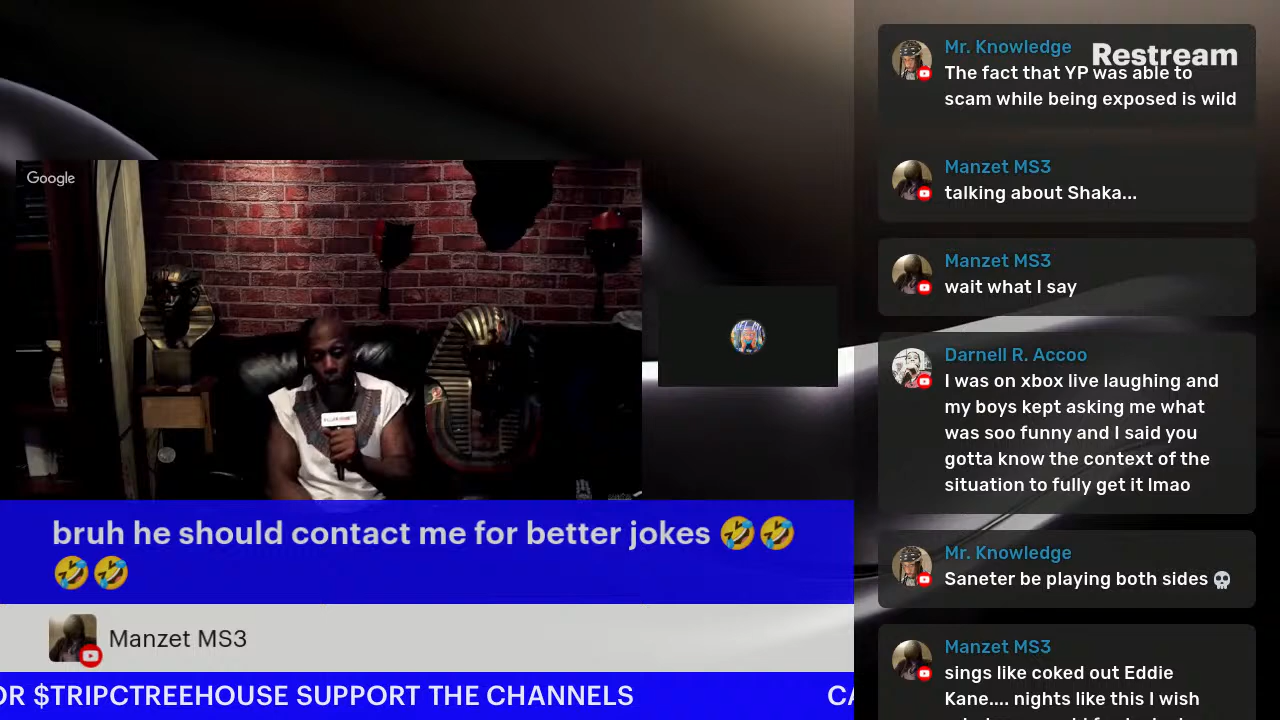 Google
bruh he should contact me for better jokes 🤣🤣
🤣🤣
Manzet MS3
OR $TRIPCTREEHOUSE SUPPORT THE CHANNELS
CA
Restream
Mr. Knowledge
The fact that YP was able to
scam while being exposed is wild
Manzet MS3
talking about Shaka...
Manzet MS3
wait what I say
Darnell R. Accoo
I was on xbox live laughing and
my boys kept asking me what
was soo funny and I said you
gotta know the context of the
situation to fully get it lmao
Mr. Knowledge
Saneter be playing both sides 💀
Manzet MS3
sings like coked out Eddie
Kane.... nights like this I wish